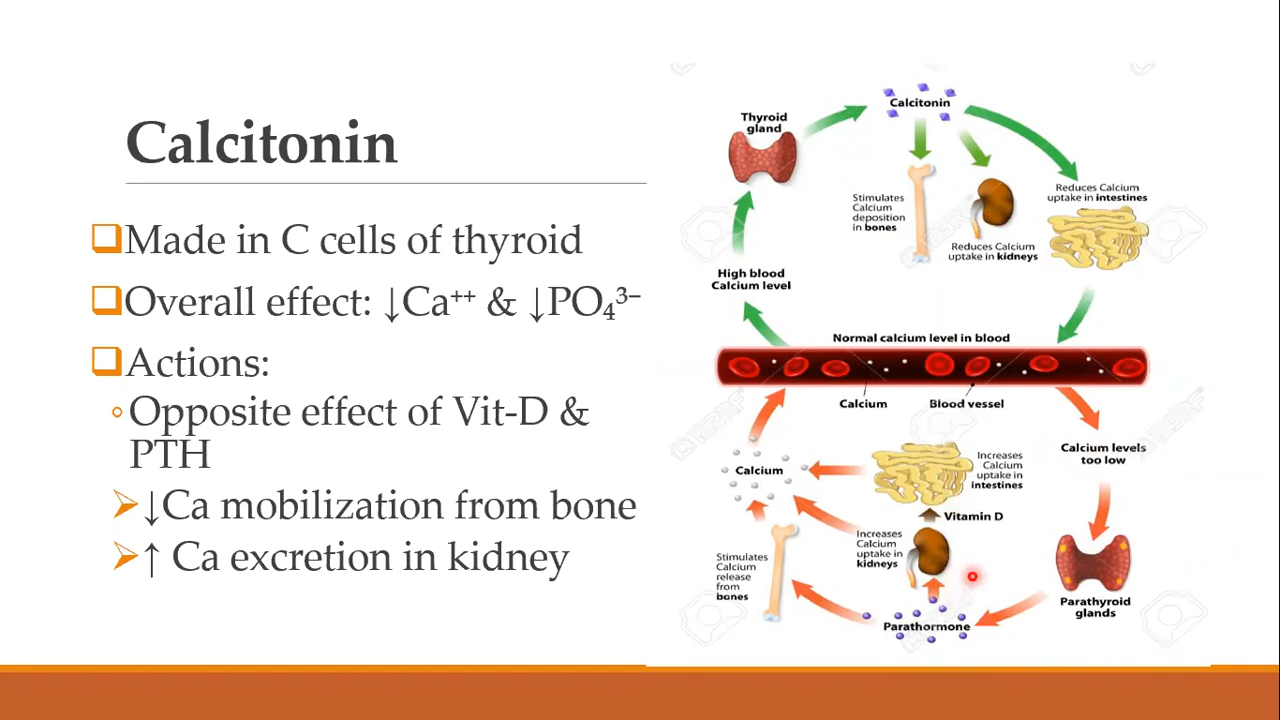 Calcitonin
❑Made in C cells of thyroid
❑Overall effect: ↓Ca⁺⁺ & ↓PO₄³⁻
❑Actions:
◦Opposite effect of Vit-D &
PTH
➢↓Ca mobilization from bone
➢↑ Ca excretion in kidney
Calcitonin
Thyroid
gland
Stimulates
Calcium
deposition
in bones
Reduces Calcium
uptake in kidneys
Reduces Calcium
uptake in intestines
High blood
Calcium level
Normal calcium level in blood
Calcium
Blood vessel
Calcium levels
too low
Calcium
Increases
Calcium
uptake in
intestines
Vitamin D
Increases
Calcium
uptake in
kidneys
Stimulates
Calcium
release
from
bones
Parathyroid
glands
Parathormone
123RF